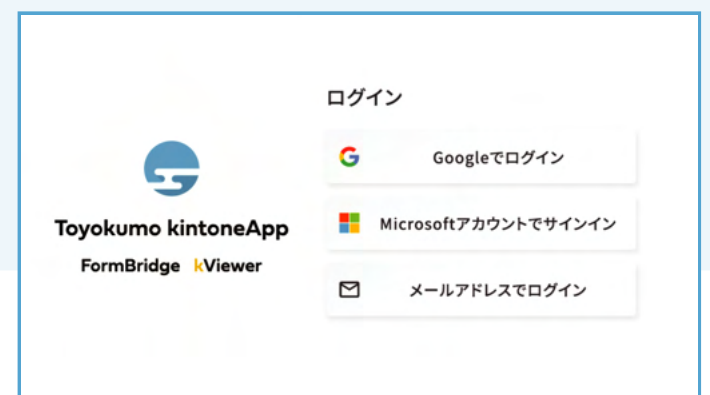 ログイン
Googleでログイン
Microsoftアカウントでサインイン
メールアドレスでログイン
Toyokumo kintoneApp
FormBridge kViewer